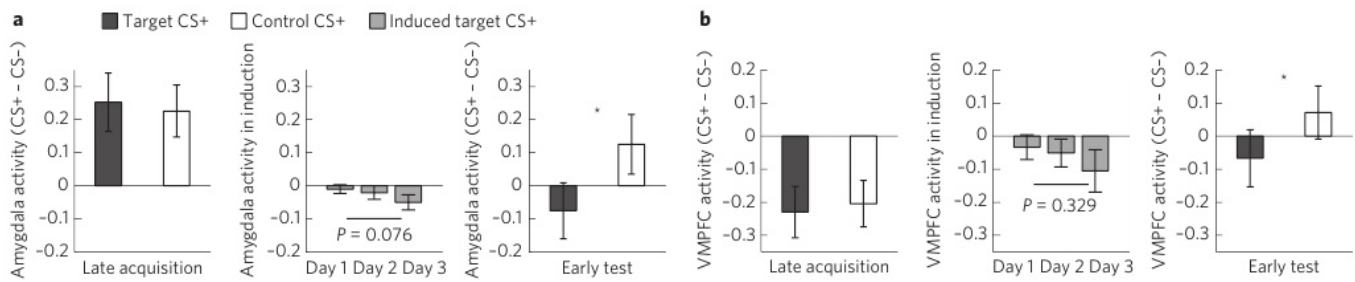 a
Target CS+ Control CS+ Induced target CS+
Amygdala activity (CS+ – CS–)
0.3
0.2
0.1
0
–0.1
–0.2
Late acquisition
Amygdala activity in induction
0.3
0.2
0.1
0
–0.1
–0.2
P = 0.076
Day 1 Day 2 Day 3
Amygdala activity (CS+ – CS–)
0.3
0.2
0.1
0
–0.1
–0.2
*
Early test
b
VMPFC activity (CS+ – CS–)
0.2
0.1
0
–0.1
–0.2
–0.3
Late acquisition
VMPFC activity in induction
0.2
0.1
0
–0.1
–0.2
–0.3
P = 0.329
Day 1 Day 2 Day 3
VMPFC activity (CS+ – CS–)
0.2
0.1
0
–0.1
–0.2
–0.3
*
Early test